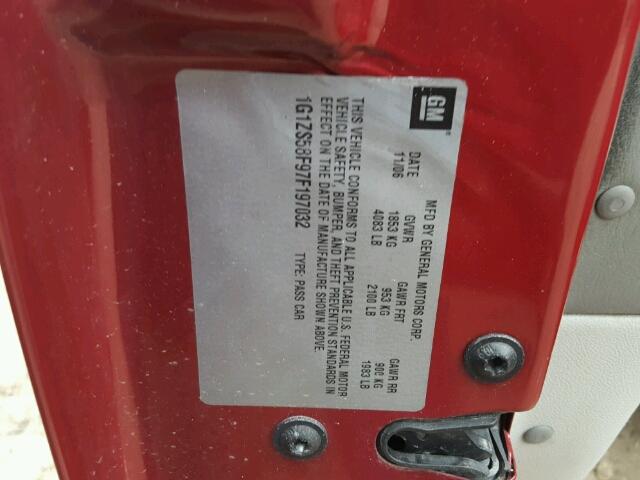 GM
MFD BY GENERAL MOTORS CORP.
DATE GVWR GAWR FRT GAWR RR
11/06 1853 KG 953 KG 900 KG
4083 LB 2100 LB 1983 LB
THIS VEHICLE CONFORMS TO ALL APPLICABLE U.S. FEDERAL MOTOR
VEHICLE SAFETY, BUMPER, AND THEFT PREVENTION STANDARDS IN
EFFECT ON THE DATE OF MANUFACTURE SHOWN ABOVE.
1G1ZS58F97F197032 TYPE: PASS CAR